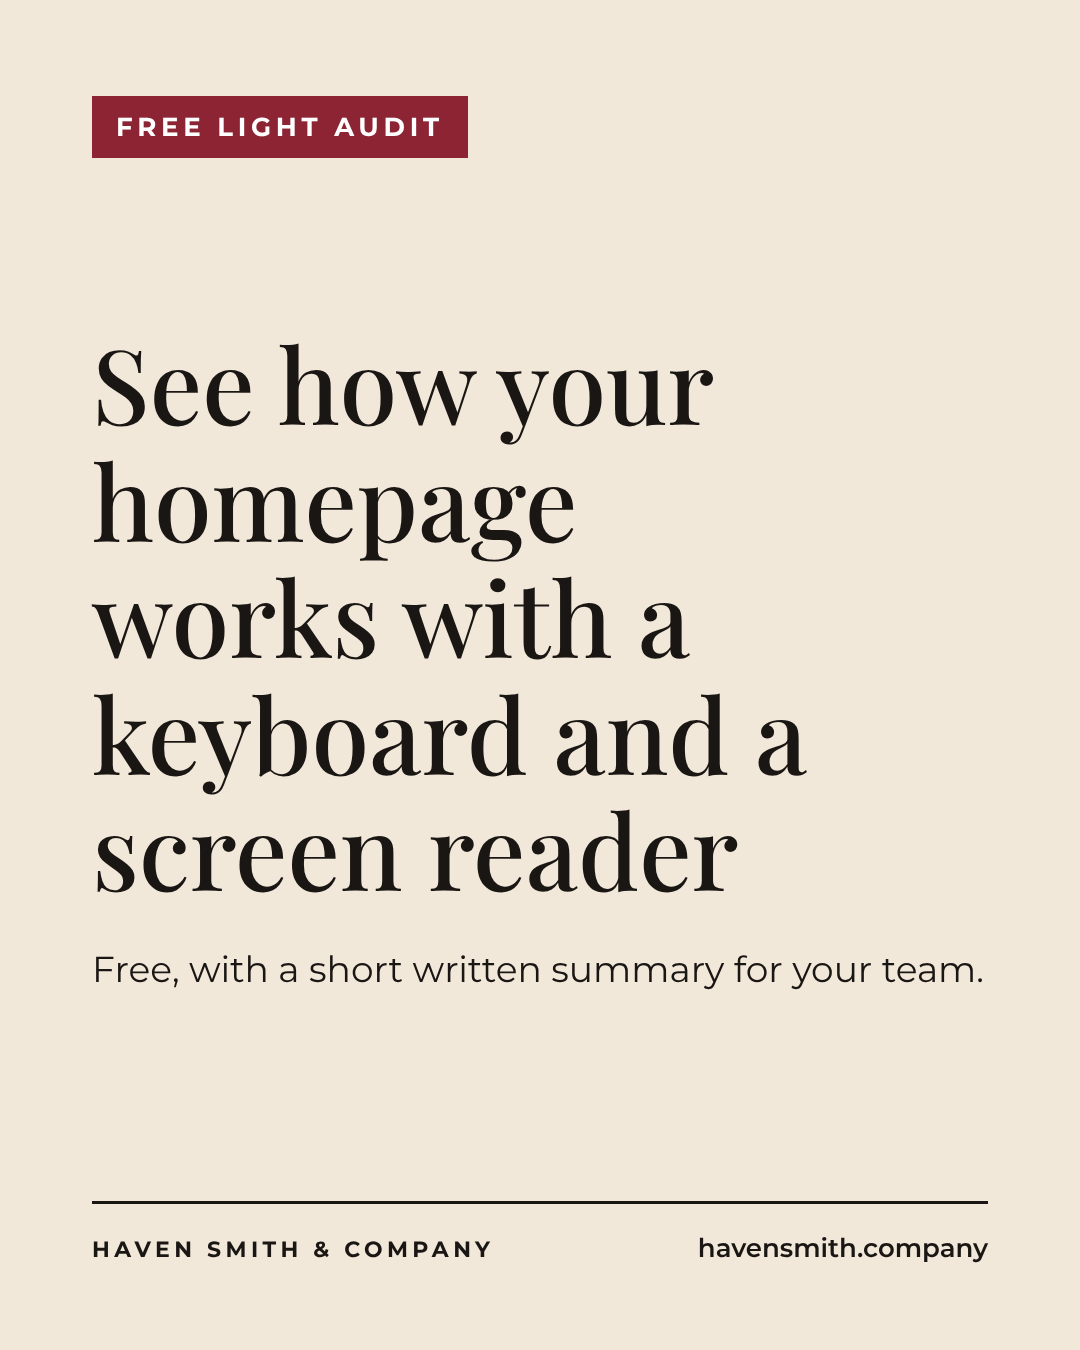 FREE LIGHT AUDIT
See how your
homepage
works with a
keyboard and a
screen reader
Free, with a short written summary for your team.
HAVEN SMITH & COMPANY
havensmith.company